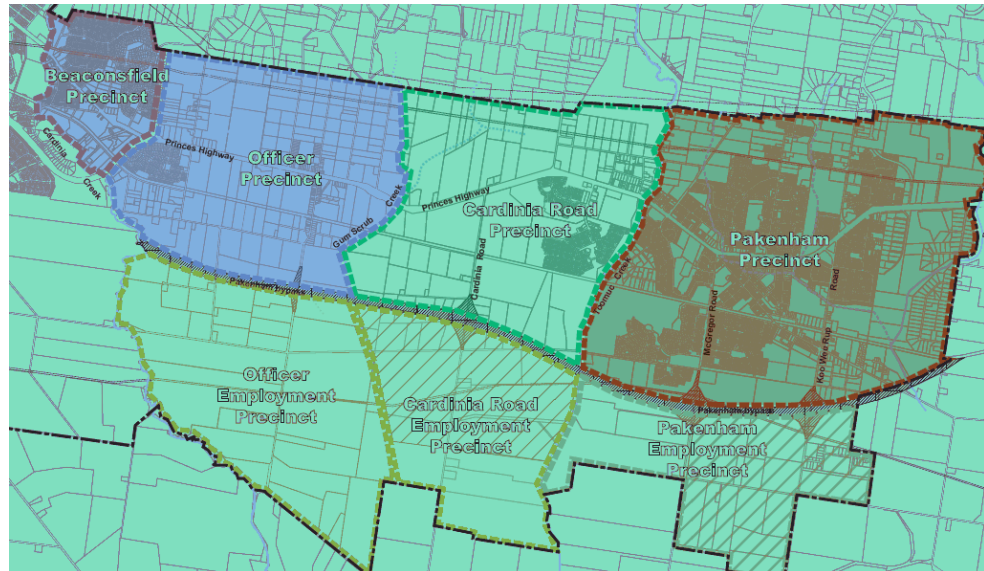 Beaconsfield
Precinct
Cardinia
Creek
Princes Highway
Officer
Precinct
Gum Scrub
Creek
Princes Highway
Cardinia Road
Precinct
Cardinia Road
Toomuc Creek
Pakenham
Precinct
McGregor Road
Koo Wee Rup
Road
Pakenham bypass
Pakenham bypass
Officer
Employment
Precinct
Cardinia Road
Employment
Precinct
Pakenham
Employment
Precinct